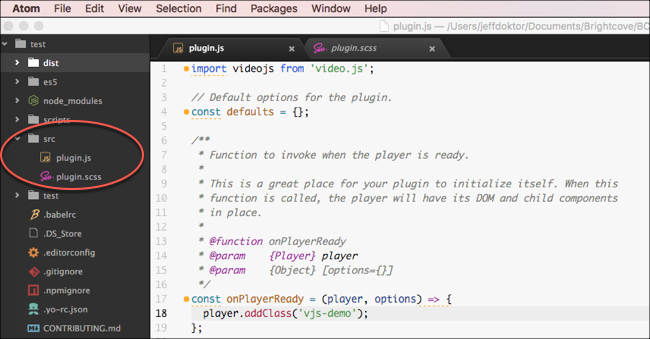 Atom File Edit View Selection Find Packages Window Help
plugin.js — /Users/jeffdoktor/Documents/Brightcove/BC
test
dist
es5
node_modules
scripts
src
plugin.js
plugin.scss
test
.babelrc
.DS_Store
.editorconfig
.gitignore
.npmignore
.yo-rc.json
CONTRIBUTING.md
plugin.js plugin.scss
1 import videojs from 'video.js';
2
3 // Default options for the plugin.
4 const defaults = {};
5
6 /**
7 * Function to invoke when the player is ready.
8 *
9 * This is a great place for your plugin to initialize itself. When this
10 * function is called, the player will have its DOM and child components
11 * in place.
12 *
13 * @function onPlayerReady
14 * @param {Player} player
15 * @param {Object} [options={}]
16 */
17 const onPlayerReady = (player, options) => {
18 player.addClass('vjs-demo');
19 };